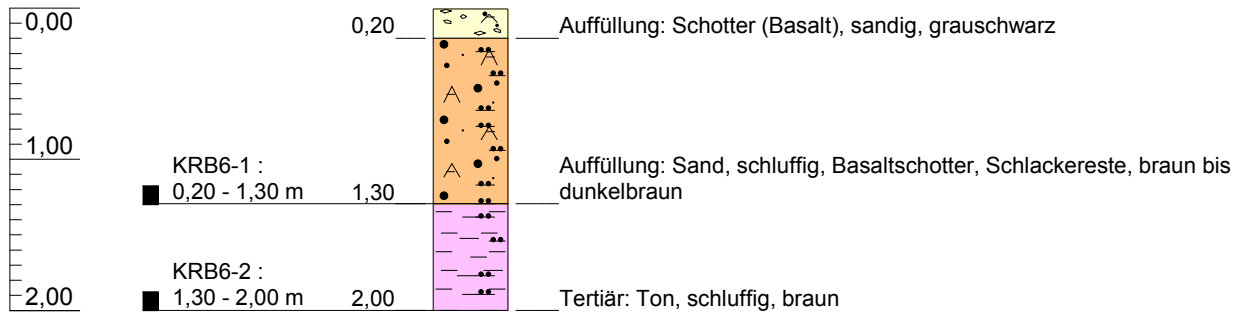 0,00
0,20
Auffüllung: Schotter (Basalt), sandig, grauschwarz
1,00
KRB6-1 :
0,20 - 1,30 m
1,30
Auffüllung: Sand, schluffig, Basaltschotter, Schlackereste, braun bis
dunkelbraun
KRB6-2 :
1,30 - 2,00 m
2,00
2,00
Tertiär: Ton, schluffig, braun